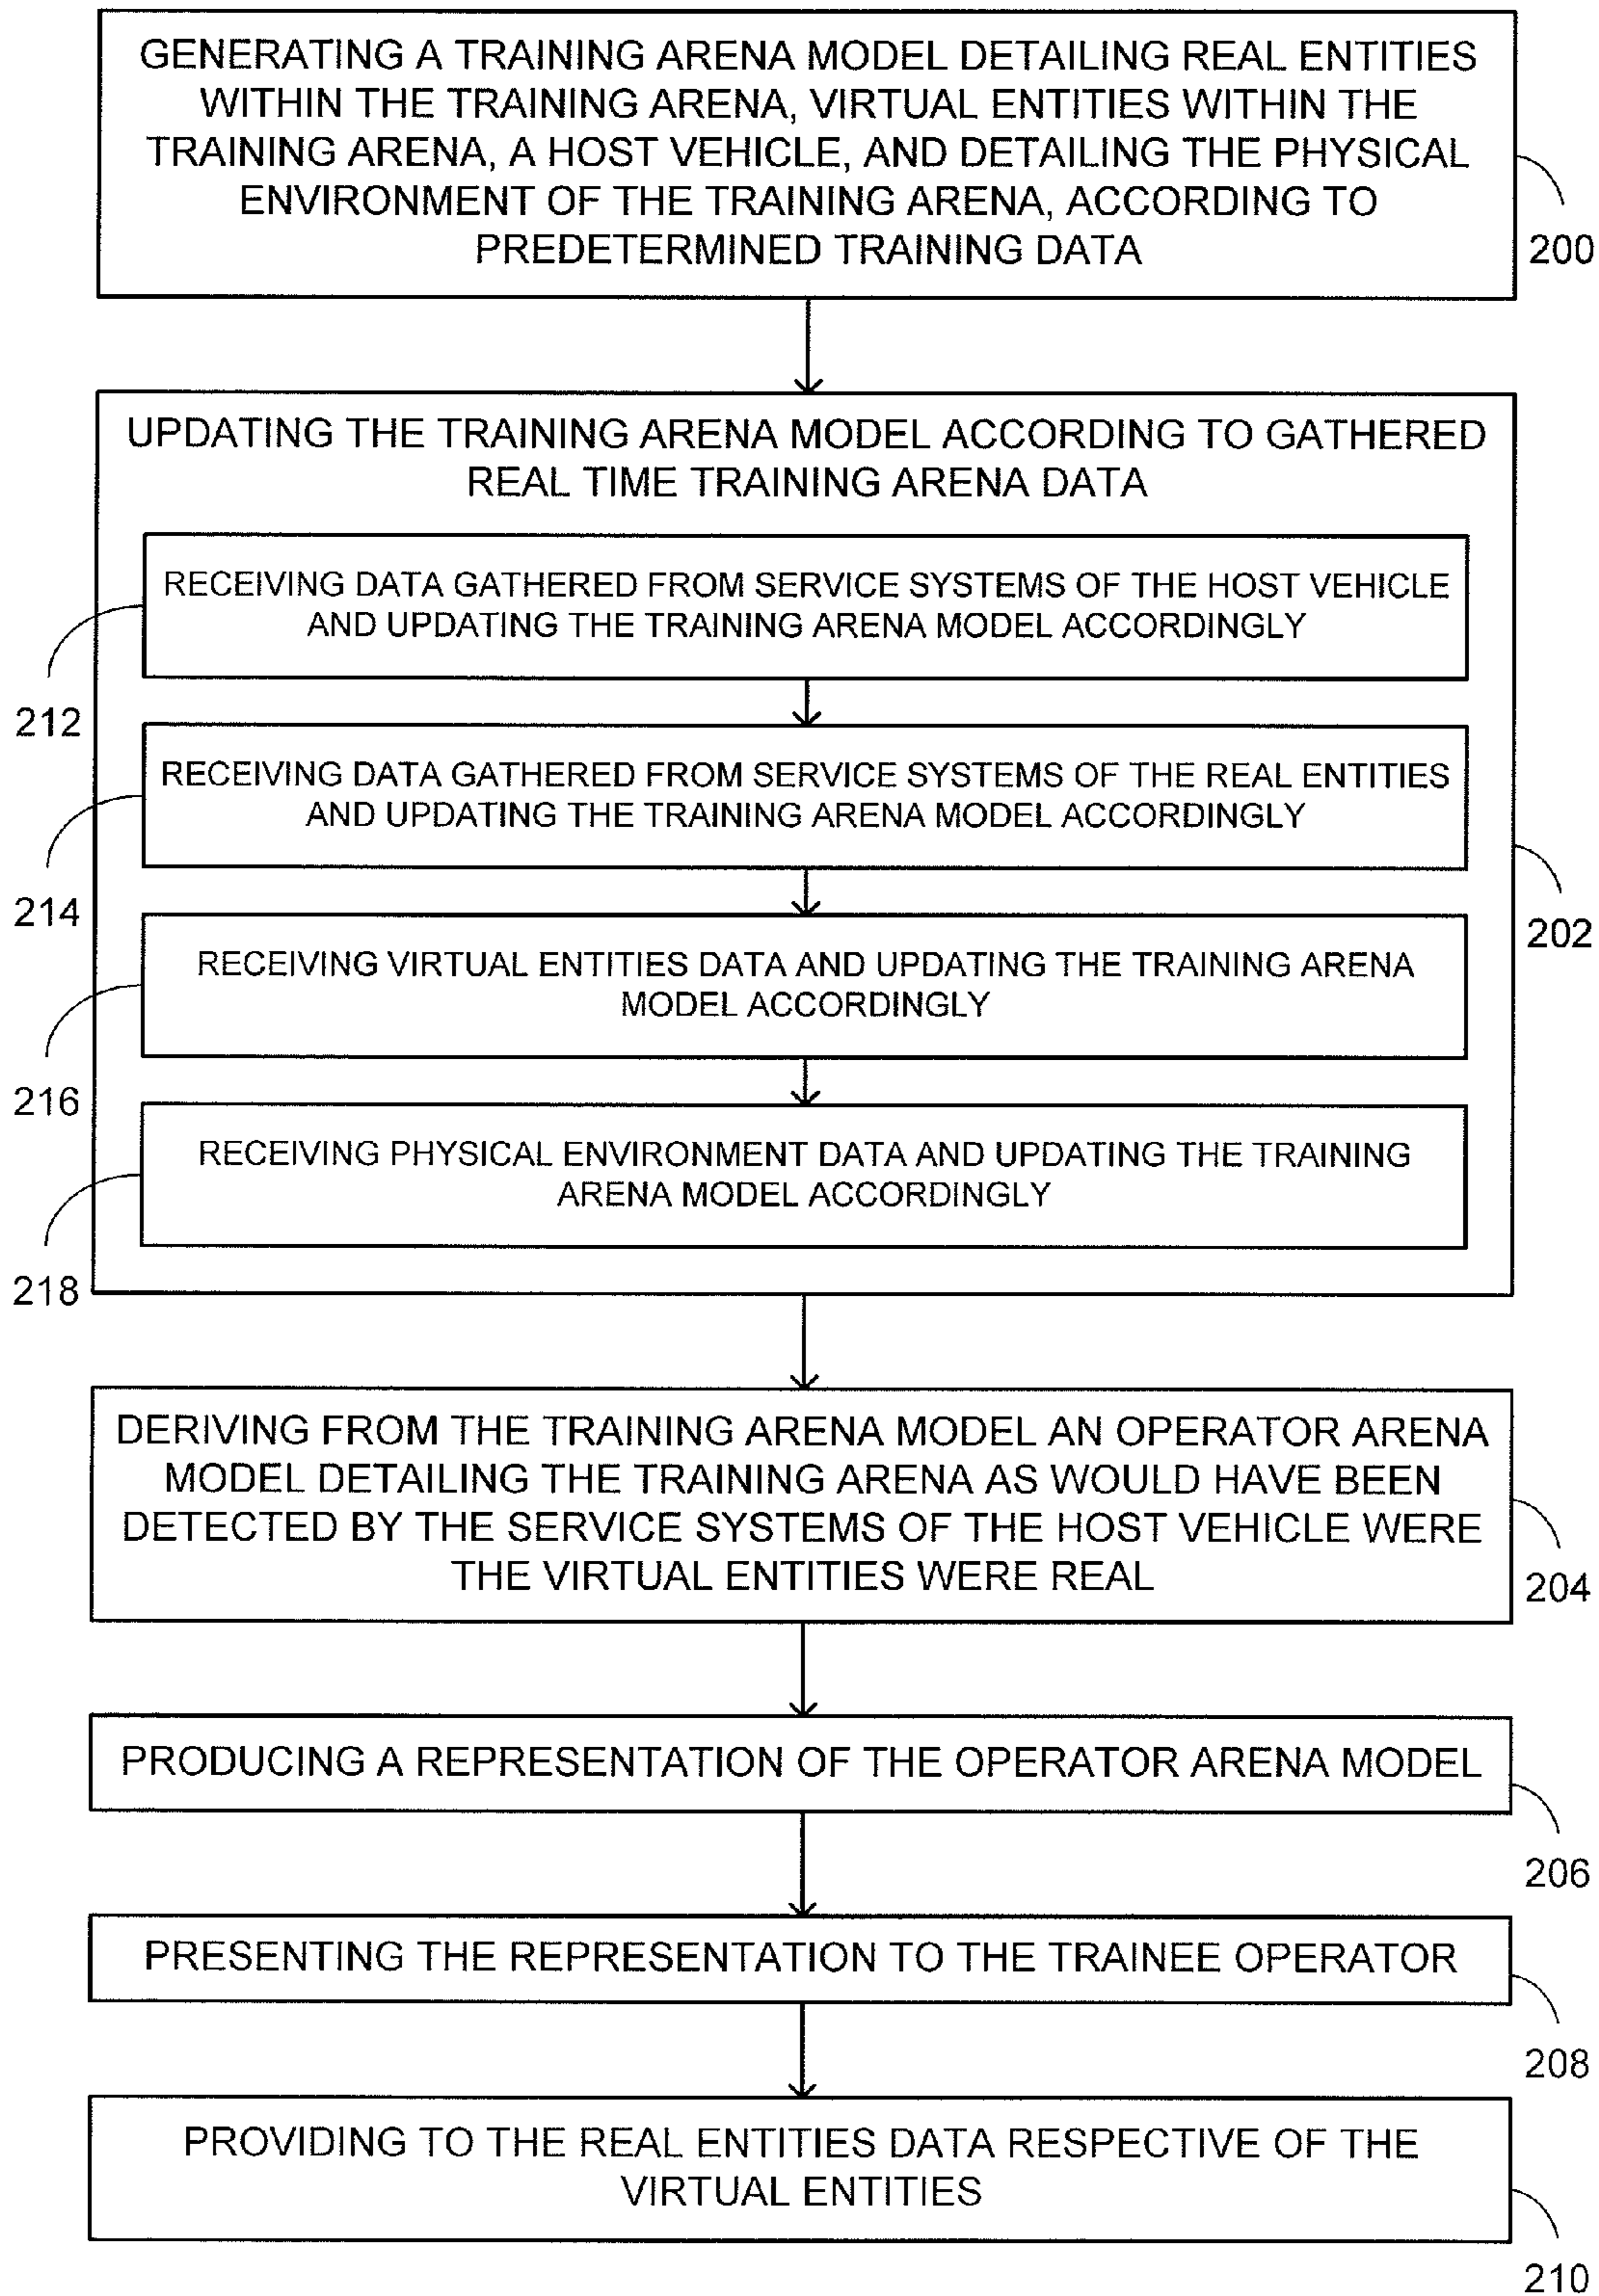 GENERATING A TRAINING ARENA MODEL DETAILING REAL ENTITIES
WITHIN THE TRAINING ARENA, VIRTUAL ENTITIES WITHIN THE
TRAINING ARENA, A HOST VEHICLE, AND DETAILING THE PHYSICAL
ENVIRONMENT OF THE TRAINING ARENA, ACCORDING TO
PREDETERMINED TRAINING DATA
200
UPDATING THE TRAINING ARENA MODEL ACCORDING TO GATHERED
REAL TIME TRAINING ARENA DATA
RECEIVING DATA GATHERED FROM SERVICE SYSTEMS OF THE HOST VEHICLE
AND UPDATING THE TRAINING ARENA MODEL ACCORDINGLY
212
RECEIVING DATA GATHERED FROM SERVICE SYSTEMS OF THE REAL ENTITIES
AND UPDATING THE TRAINING ARENA MODEL ACCORDINGLY
214
202
RECEIVING VIRTUAL ENTITIES DATA AND UPDATING THE TRAINING ARENA
MODEL ACCORDINGLY
216
RECEIVING PHYSICAL ENVIRONMENT DATA AND UPDATING THE TRAINING
ARENA MODEL ACCORDINGLY
218
DERIVING FROM THE TRAINING ARENA MODEL AN OPERATOR ARENA
MODEL DETAILING THE TRAINING ARENA AS WOULD HAVE BEEN
DETECTED BY THE SERVICE SYSTEMS OF THE HOST VEHICLE WERE
THE VIRTUAL ENTITIES WERE REAL
204
PRODUCING A REPRESENTATION OF THE OPERATOR ARENA MODEL
206
PRESENTING THE REPRESENTATION TO THE TRAINEE OPERATOR
208
PROVIDING TO THE REAL ENTITIES DATA RESPECTIVE OF THE
VIRTUAL ENTITIES
210